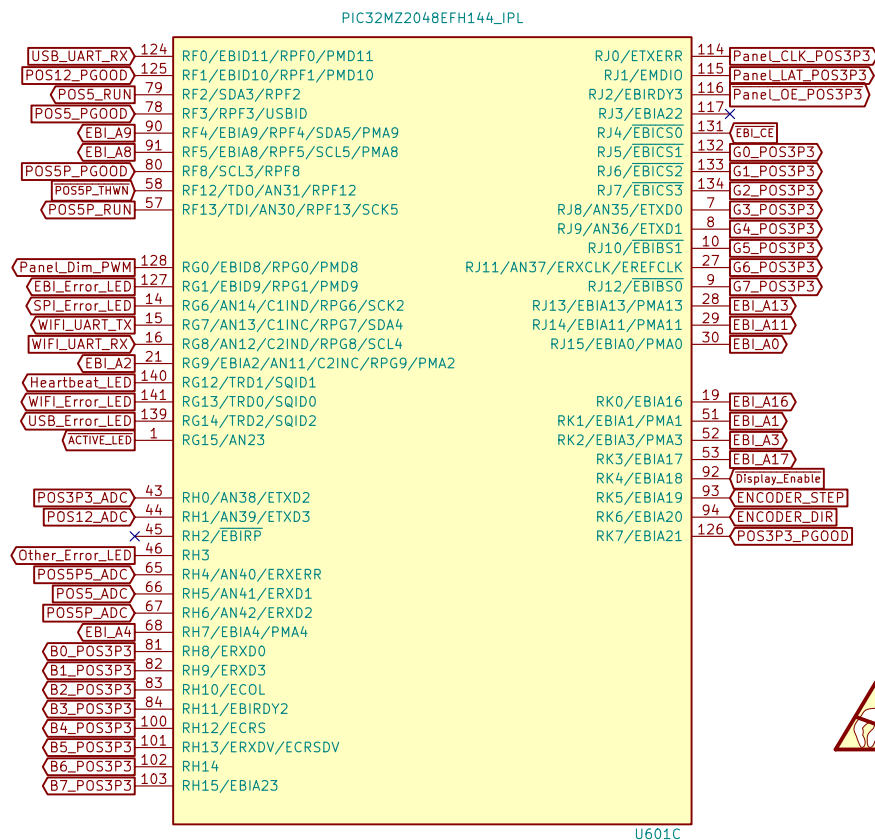 PIC32MZ2048EFH144_IPL
USB_UART_RX 124 RF0/EBID11/RPF0/PMD11 RJ0/ETXERR 114 Panel_CLK_POS3P3
POS12_PGOOD 125 RF1/EBID10/RPF1/PMD10 RJ1/EMDIO 115 Panel_LAT_POS3P3
POS5_RUN 79 RF2/SDA3/RPF2 RJ2/EBIRDY3 116 Panel_OE_POS3P3
POS5_PGOOD 78 RF3/RPF3/USBID RJ3/EBIA22 117
EBI_A9 90 RF4/EBIA9/RPF4/SDA5/PMA9 RJ4/EBICS0 131 EBI_CE
EBI_A8 91 RF5/EBIA8/RPF5/SCL5/PMA8 RJ5/EBICS1 132 G0_POS3P3
POS5P_PGOOD 80 RF8/SCL3/RPF8 RJ6/EBICS2 133 G1_POS3P3
POS5P_THWN 58 RF12/TDO/AN31/RPF12 RJ7/EBICS3 134 G2_POS3P3
POS5P_RUN 57 RF13/TDI/AN30/RPF13/SCK5 RJ8/AN35/ETXD0 7 G3_POS3P3
RJ9/AN36/ETXD1 8 G4_POS3P3
RJ10/EBIBS1 10 G5_POS3P3
Panel_Dim_PWM 128 RG0/EBID8/RPG0/PMD8 RJ11/AN37/ERXCLK/EREFCLK 27 G6_POS3P3
EBI_Error_LED 127 RG1/EBID9/RPG1/PMD9 RJ12/EBIBS0 9 G7_POS3P3
SPI_Error_LED 14 RG6/AN14/C1IND/RPG6/SCK2 RJ13/EBIA13/PMA13 28 EBI_A13
WIFI_UART_TX 15 RG7/AN13/C1INC/RPG7/SDA4 RJ14/EBIA11/PMA11 29 EBI_A11
WIFI_UART_RX 16 RG8/AN12/C2IND/RPG8/SCL4 RJ15/EBIA0/PMA0 30 EBI_A0
EBI_A2 21 RG9/EBIA2/AN11/C2INC/RPG9/PMA2
Heartbeat_LED 140 RG12/TRD1/SQID1
WIFI_Error_LED 141 RG13/TRD0/SQID0 RK0/EBIA16 19 EBI_A16
USB_Error_LED 139 RG14/TRD2/SQID2 RK1/EBIA1/PMA1 51 EBI_A1
ACTIVE_LED 1 RG15/AN23 RK2/EBIA3/PMA3 52 EBI_A3
RK3/EBIA17 53 EBI_A17
RK4/EBIA18 92 Display_Enable
POS3P3_ADC 43 RH0/AN38/ETXD2 RK5/EBIA19 93 ENCODER_STEP
POS12_ADC 44 RH1/AN39/ETXD3 RK6/EBIA20 94 ENCODER_DIR
45 RH2/EBIRP RK7/EBIA21 126 POS3P3_PGOOD
Other_Error_LED 46 RH3
POS5P5_ADC 65 RH4/AN40/ERXERR
POS5_ADC 66 RH5/AN41/ERXD1
POS5P_ADC 67 RH6/AN42/ERXD2
EBI_A4 68 RH7/EBIA4/PMA4
B0_POS3P3 81 RH8/ERXD0
B1_POS3P3 82 RH9/ERXD3
B2_POS3P3 83 RH10/ECOL
B3_POS3P3 84 RH11/EBIRDY2
B4_POS3P3 100 RH12/ECRS
B5_POS3P3 101 RH13/ERXDV/ECRSDV
B6_POS3P3 102 RH14
B7_POS3P3 103 RH15/EBIA23
U601C